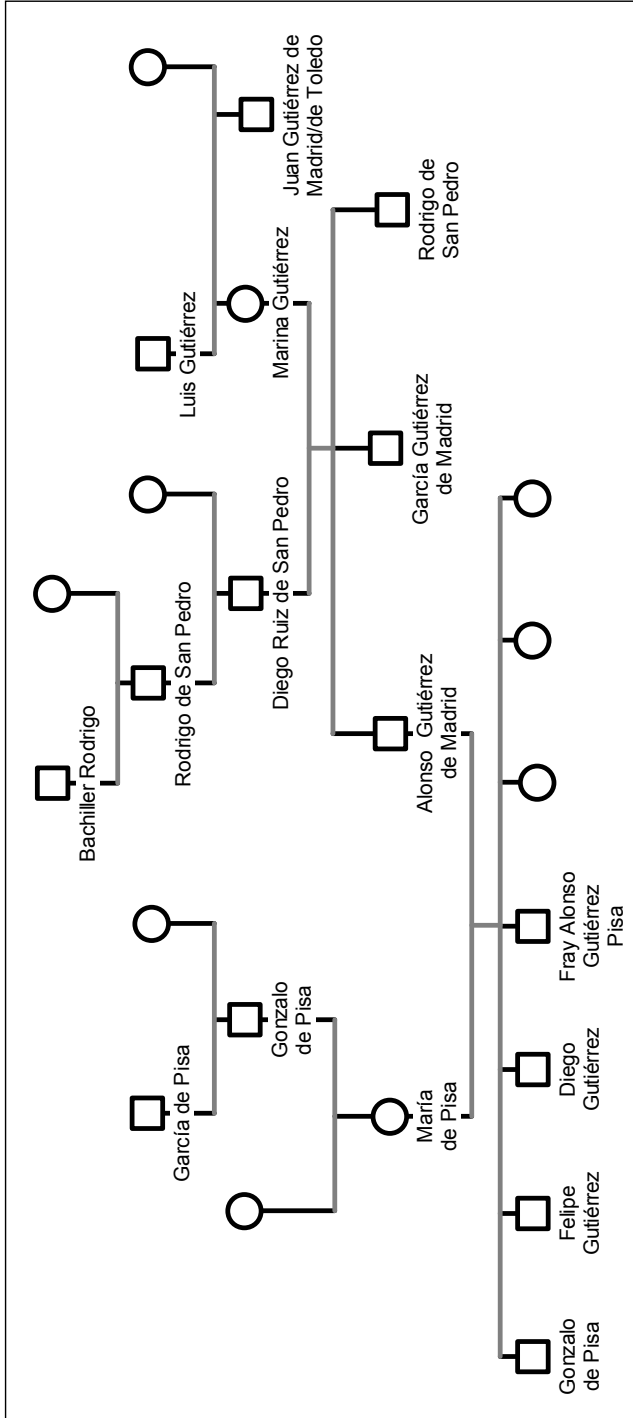 Bachiller Rodrigo
García de Pisa
Rodrigo de San Pedro
Luis Gutiérrez
Gonzalo
de Pisa
Diego Ruiz de San Pedro
Marina Gutiérrez
Juan Gutiérrez de
Madrid/de Toledo
María
de Pisa
Alonso Gutiérrez
de Madrid
García Gutiérrez
de Madrid
Rodrigo de
San Pedro
Gonzalo
de Pisa
Felipe
Gutiérrez
Diego
Gutiérrez
Fray Alonso
Gutiérrez
Pisa